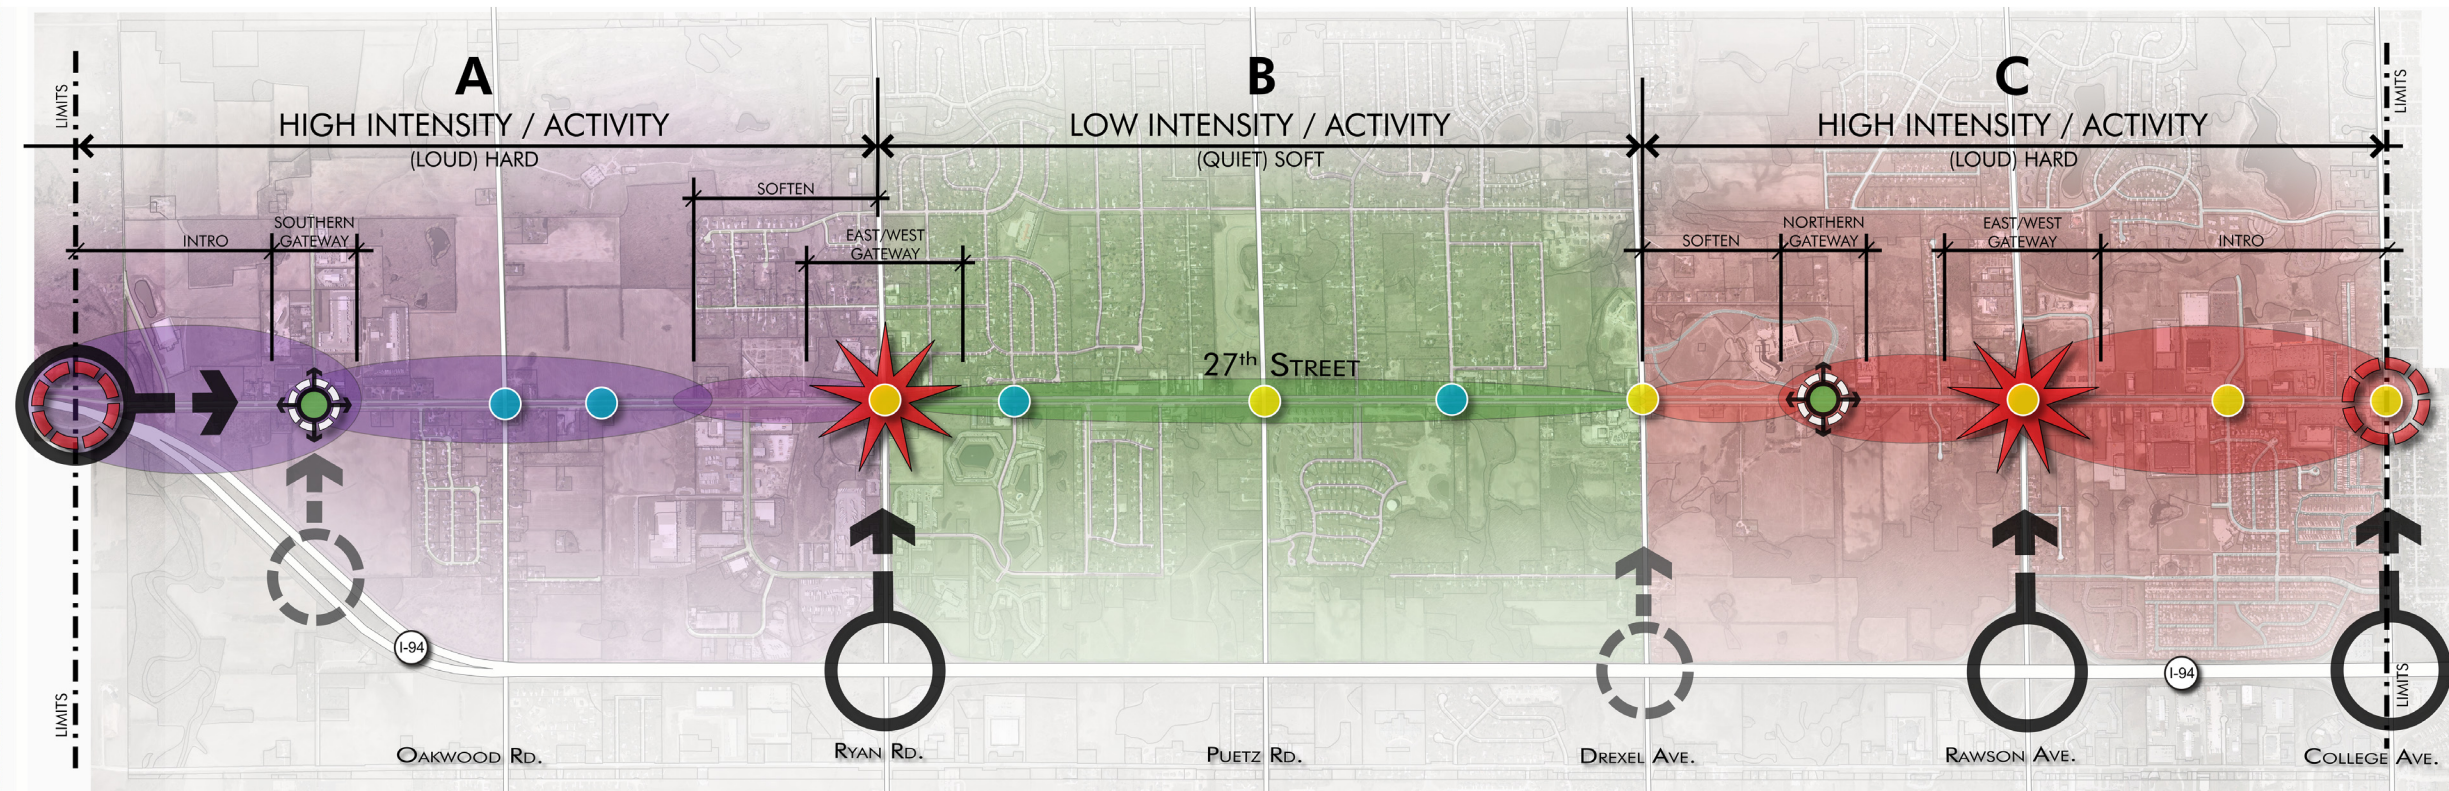 A
B
C
LIMITS
LIMITS
HIGH INTENSITY / ACTIVITY
LOW INTENSITY / ACTIVITY
HIGH INTENSITY / ACTIVITY
(LOUD) HARD
(QUIET) SOFT
(LOUD) HARD
SOFTEN
INTRO
SOUTHERN
GATEWAY
EAST/WEST
GATEWAY
SOFTEN
NORTHERN
GATEWAY
EAST/WEST
GATEWAY
INTRO
27th STREET
I-94
I-94
LIMITS
LIMITS
OAKWOOD RD.
RYAN RD.
PUETZ RD.
DREXEL AVE.
RAWSON AVE.
COLLEGE AVE.